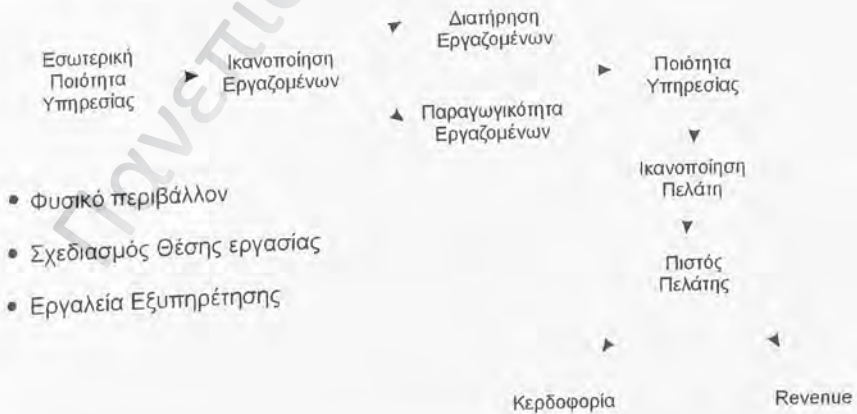 Διατήρηση
Εργαζομένων
Εσωτερική
Ποιότητα
Υπηρεσίας
Ικανοποίηση
Εργαζομένων
Παραγωγικότητα
Εργαζομένων
Ποιότητα
Υπηρεσίας
Ικανοποίηση
Πελάτη
Πιστός
Πελάτης
• Φυσικό περιβάλλον
• Σχεδιασμός Θέσης εργασίας
• Εργαλεία Εξυπηρέτησης
Κερδοφορία
Revenue